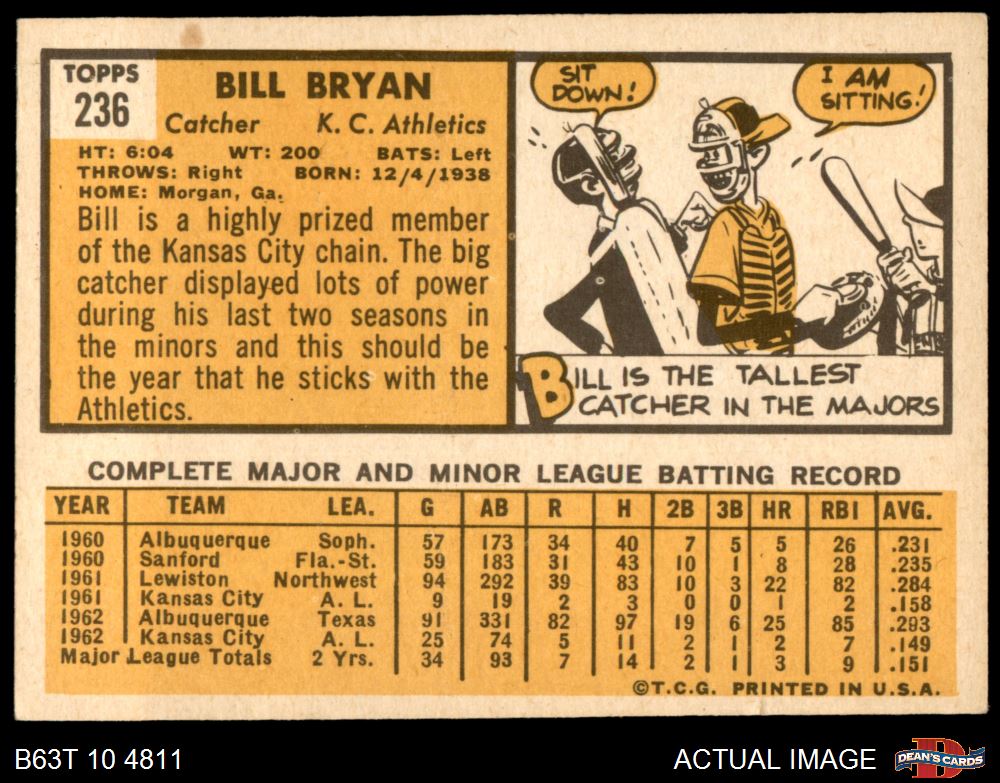 TOPPS
236
BILL BRYAN
Catcher K. C. Athletics
HT: 6:04 WT: 200 BATS: Left
THROWS: Right BORN: 12/4/1938
HOME: Morgan, Ga.
Bill is a highly prized member
of the Kansas City chain. The big
catcher displayed lots of power
during his last two seasons in
the minors and this should be
the year that he sticks with the
Athletics.
SIT
DOWN!
I AM
SITTING!
BILL IS THE TALLEST
CATCHER IN THE MAJORS
COMPLETE MAJOR AND MINOR LEAGUE BATTING RECORD
YEAR TEAM LEA. G AB R H 2B 3B HR RBI AVG.
1960 Albuquerque Soph. 57 173 34 40 7 5 5 26 .231
1960 Sanford Fla.-St. 59 183 31 43 10 1 8 28 .235
1961 Lewiston Northwest 94 292 39 83 10 3 22 82 .284
1961 Kansas City A. L. 9 19 2 3 0 0 1 2 .158
1962 Albuquerque Texas 91 331 82 97 19 6 25 85 .293
1962 Kansas City A. L. 25 74 5 11 2 1 2 7 .149
Major League Totals 2 Yrs. 34 93 7 14 2 1 3 9 .151
©T.C.G. PRINTED IN U.S.A.
B63T 10 4811 ACTUAL IMAGE DEAN'S CARDS